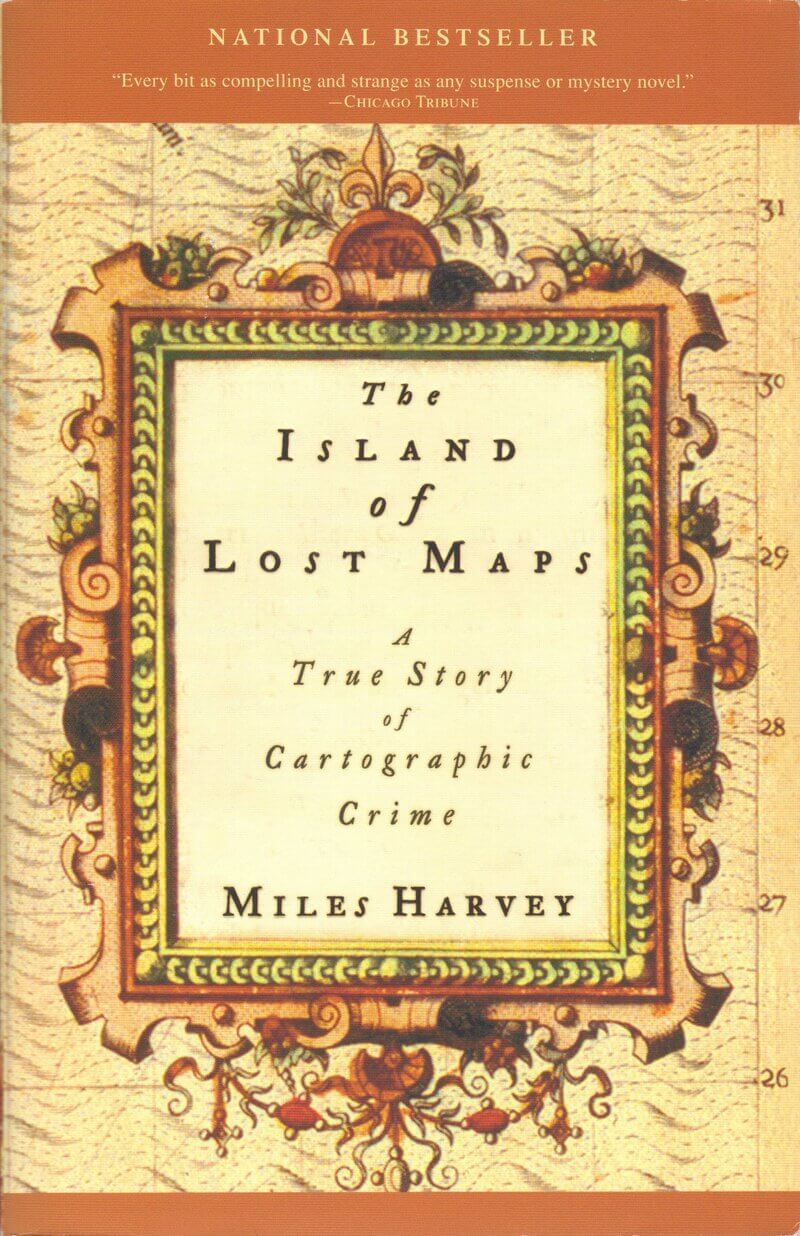 NATIONAL BESTSELLER
“Every bit as compelling and strange as any suspense or mystery novel.”
—CHICAGO TRIBUNE
31
The
ISLAND
30
of
LOST MAPS
29
A
True Story
of
28
Cartographic
Crime
MILES HARVEY
27
26